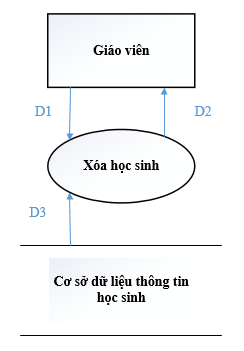 Giáo viên
D1
D2
Xóa học sinh
D3
Cơ sở dữ liệu thông tin
học sinh